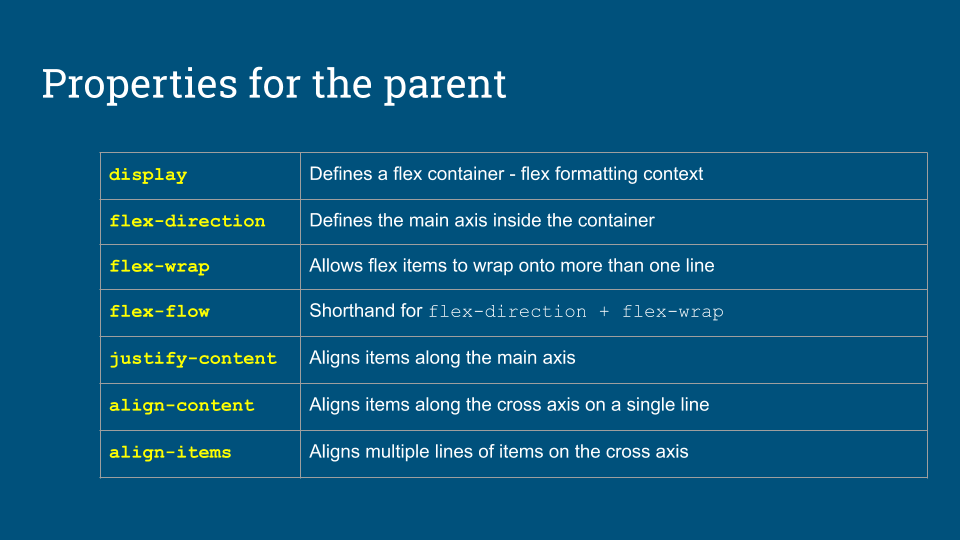 Properties for the parent
display Defines a flex container - flex formatting context
flex-direction Defines the main axis inside the container
flex-wrap Allows flex items to wrap onto more than one line
flex-flow Shorthand for flex-direction + flex-wrap
justify-content Aligns items along the main axis
align-content Aligns items along the cross axis on a single line
align-items Aligns multiple lines of items on the cross axis